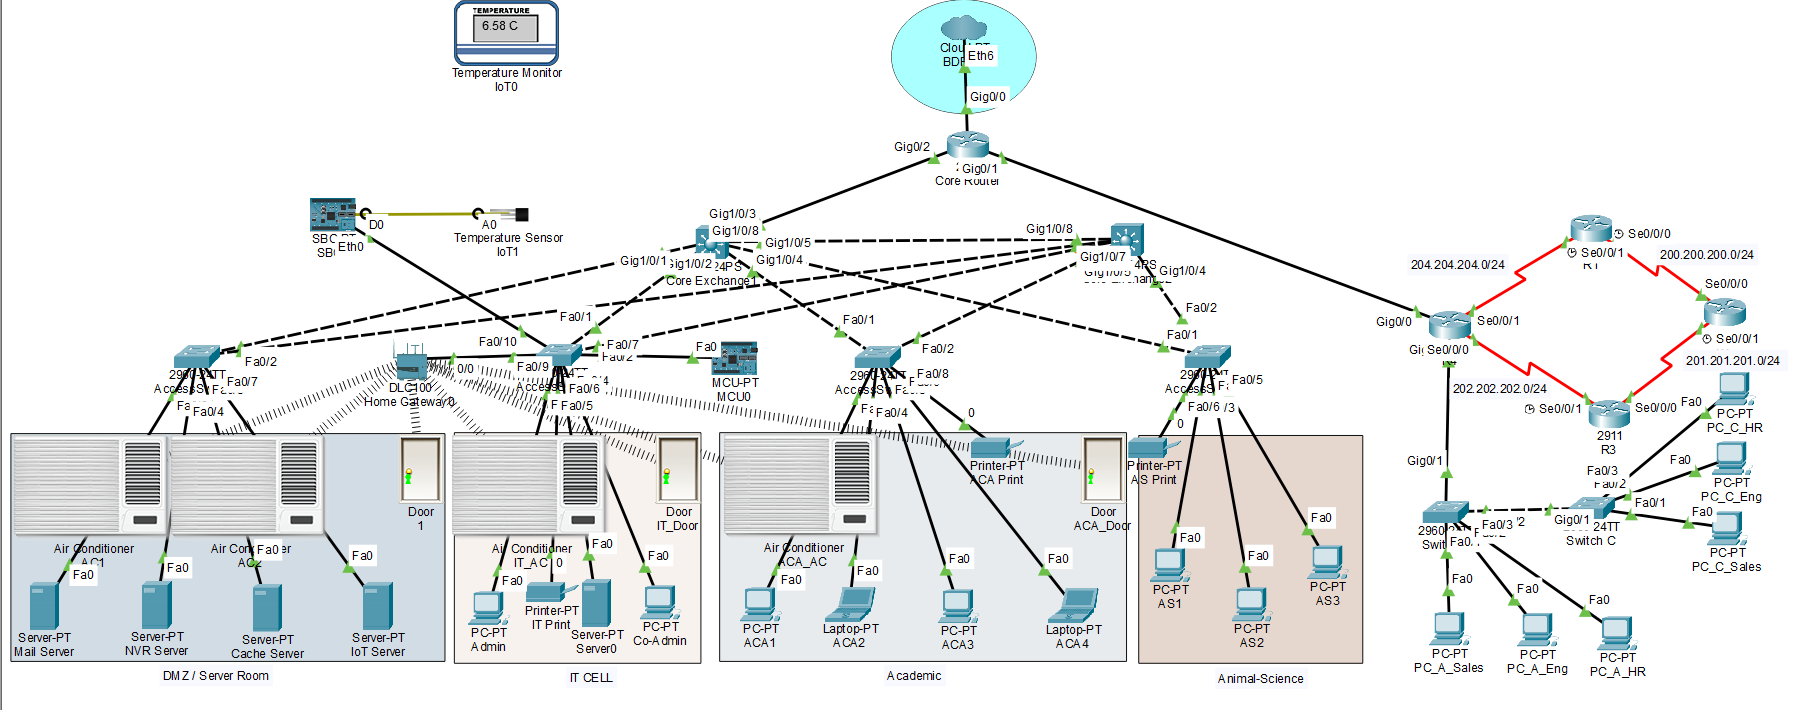 TEMPERATURE
6.58 C
Temperature Monitor
IoT0
Eth6
Gig0/0
Gig0/2
Gig0/1
Core Router
D0
A0
Eth0
Temperature Sensor
IoT1
Gig1/0/3
Gig1/0/8
Gig1/0/5
Gig1/0/4
Gig1/0/1
Gig1/0/2
Core Exchange1
Gig1/0/8
Gig1/0/7
Gig1/0/4
Fa0/2
Fa0/1
Fa0/1
Fa0/1
Fa0/2
Fa0/10
Fa0/7
Fa0
Fa0/2
Fa0/9
MCU-PT
MCU0
DLC100
Home Gateway0
Fa0/7
Fa0/4
Fa0/6
Fa0/5
Fa0/2
Fa0/8
Fa0/4
Fa0/5
Fa0/6
0
0
Printer-PT
ACA Print
Printer-PT
AS Print
Door
1
Door
IT_Door
Door
ACA_Door
Air Conditioner
AC1
Air Conditioner
AC2
Air Conditioner
IT_AC
Air Conditioner
ACA_AC
Fa0
Fa0
Fa0
Fa0
Fa0
Fa0
Fa0
Fa0
Fa0
Fa0
Fa0
Fa0
Fa0
Fa0
Server-PT
Mail Server
Server-PT
NVR Server
Server-PT
Cache Server
Server-PT
IoT Server
PC-PT
Admin
Printer-PT
IT Print
Server-PT
Server0
PC-PT
Co-Admin
PC-PT
ACA1
Laptop-PT
ACA2
PC-PT
ACA3
Laptop-PT
ACA4
PC-PT
AS1
PC-PT
AS2
PC-PT
AS3
DMZ / Server Room
IT CELL
Academic
Animal-Science
Se0/0/0
Se0/0/1
R1
204.204.204.0/24
200.200.200.0/24
Se0/0/0
Se0/0/1
201.201.201.0/24
Gig0/0
Se0/0/1
Se0/0/0
202.202.202.0/24
Se0/0/1
Se0/0/0
2911
R3
Gig0/1
Fa0/3
Fa0/2
Fa0/1
Gig0/1
Switch C
Fa0/3
Fa0
PC-PT
PC_C_HR
Fa0
PC-PT
PC_C_Eng
Fa0
PC-PT
PC_C_Sales
Fa0
Fa0
Fa0
PC-PT
PC_A_Sales
PC-PT
PC_A_Eng
PC-PT
PC_A_HR